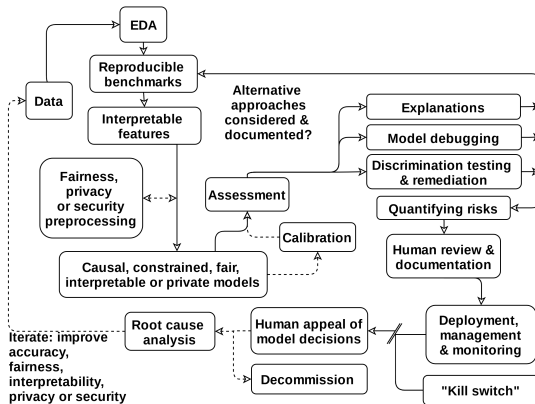 EDA
Reproducible
benchmarks
Data
Interpretable
features
Alternative
approaches
considered &
documented?
Explanations
Model debugging
Discrimination testing
& remediation
Fairness,
privacy
or security
preprocessing
Assessment
Quantifying risks
Calibration
Human review &
documentation
Causal, constrained, fair,
interpretable or private models
Root cause
analysis
Human appeal of
model decisions
Deployment,
management
& monitoring
Iterate: improve
accuracy,
fairness,
interpretability,
privacy or security
Decommission
"Kill switch"